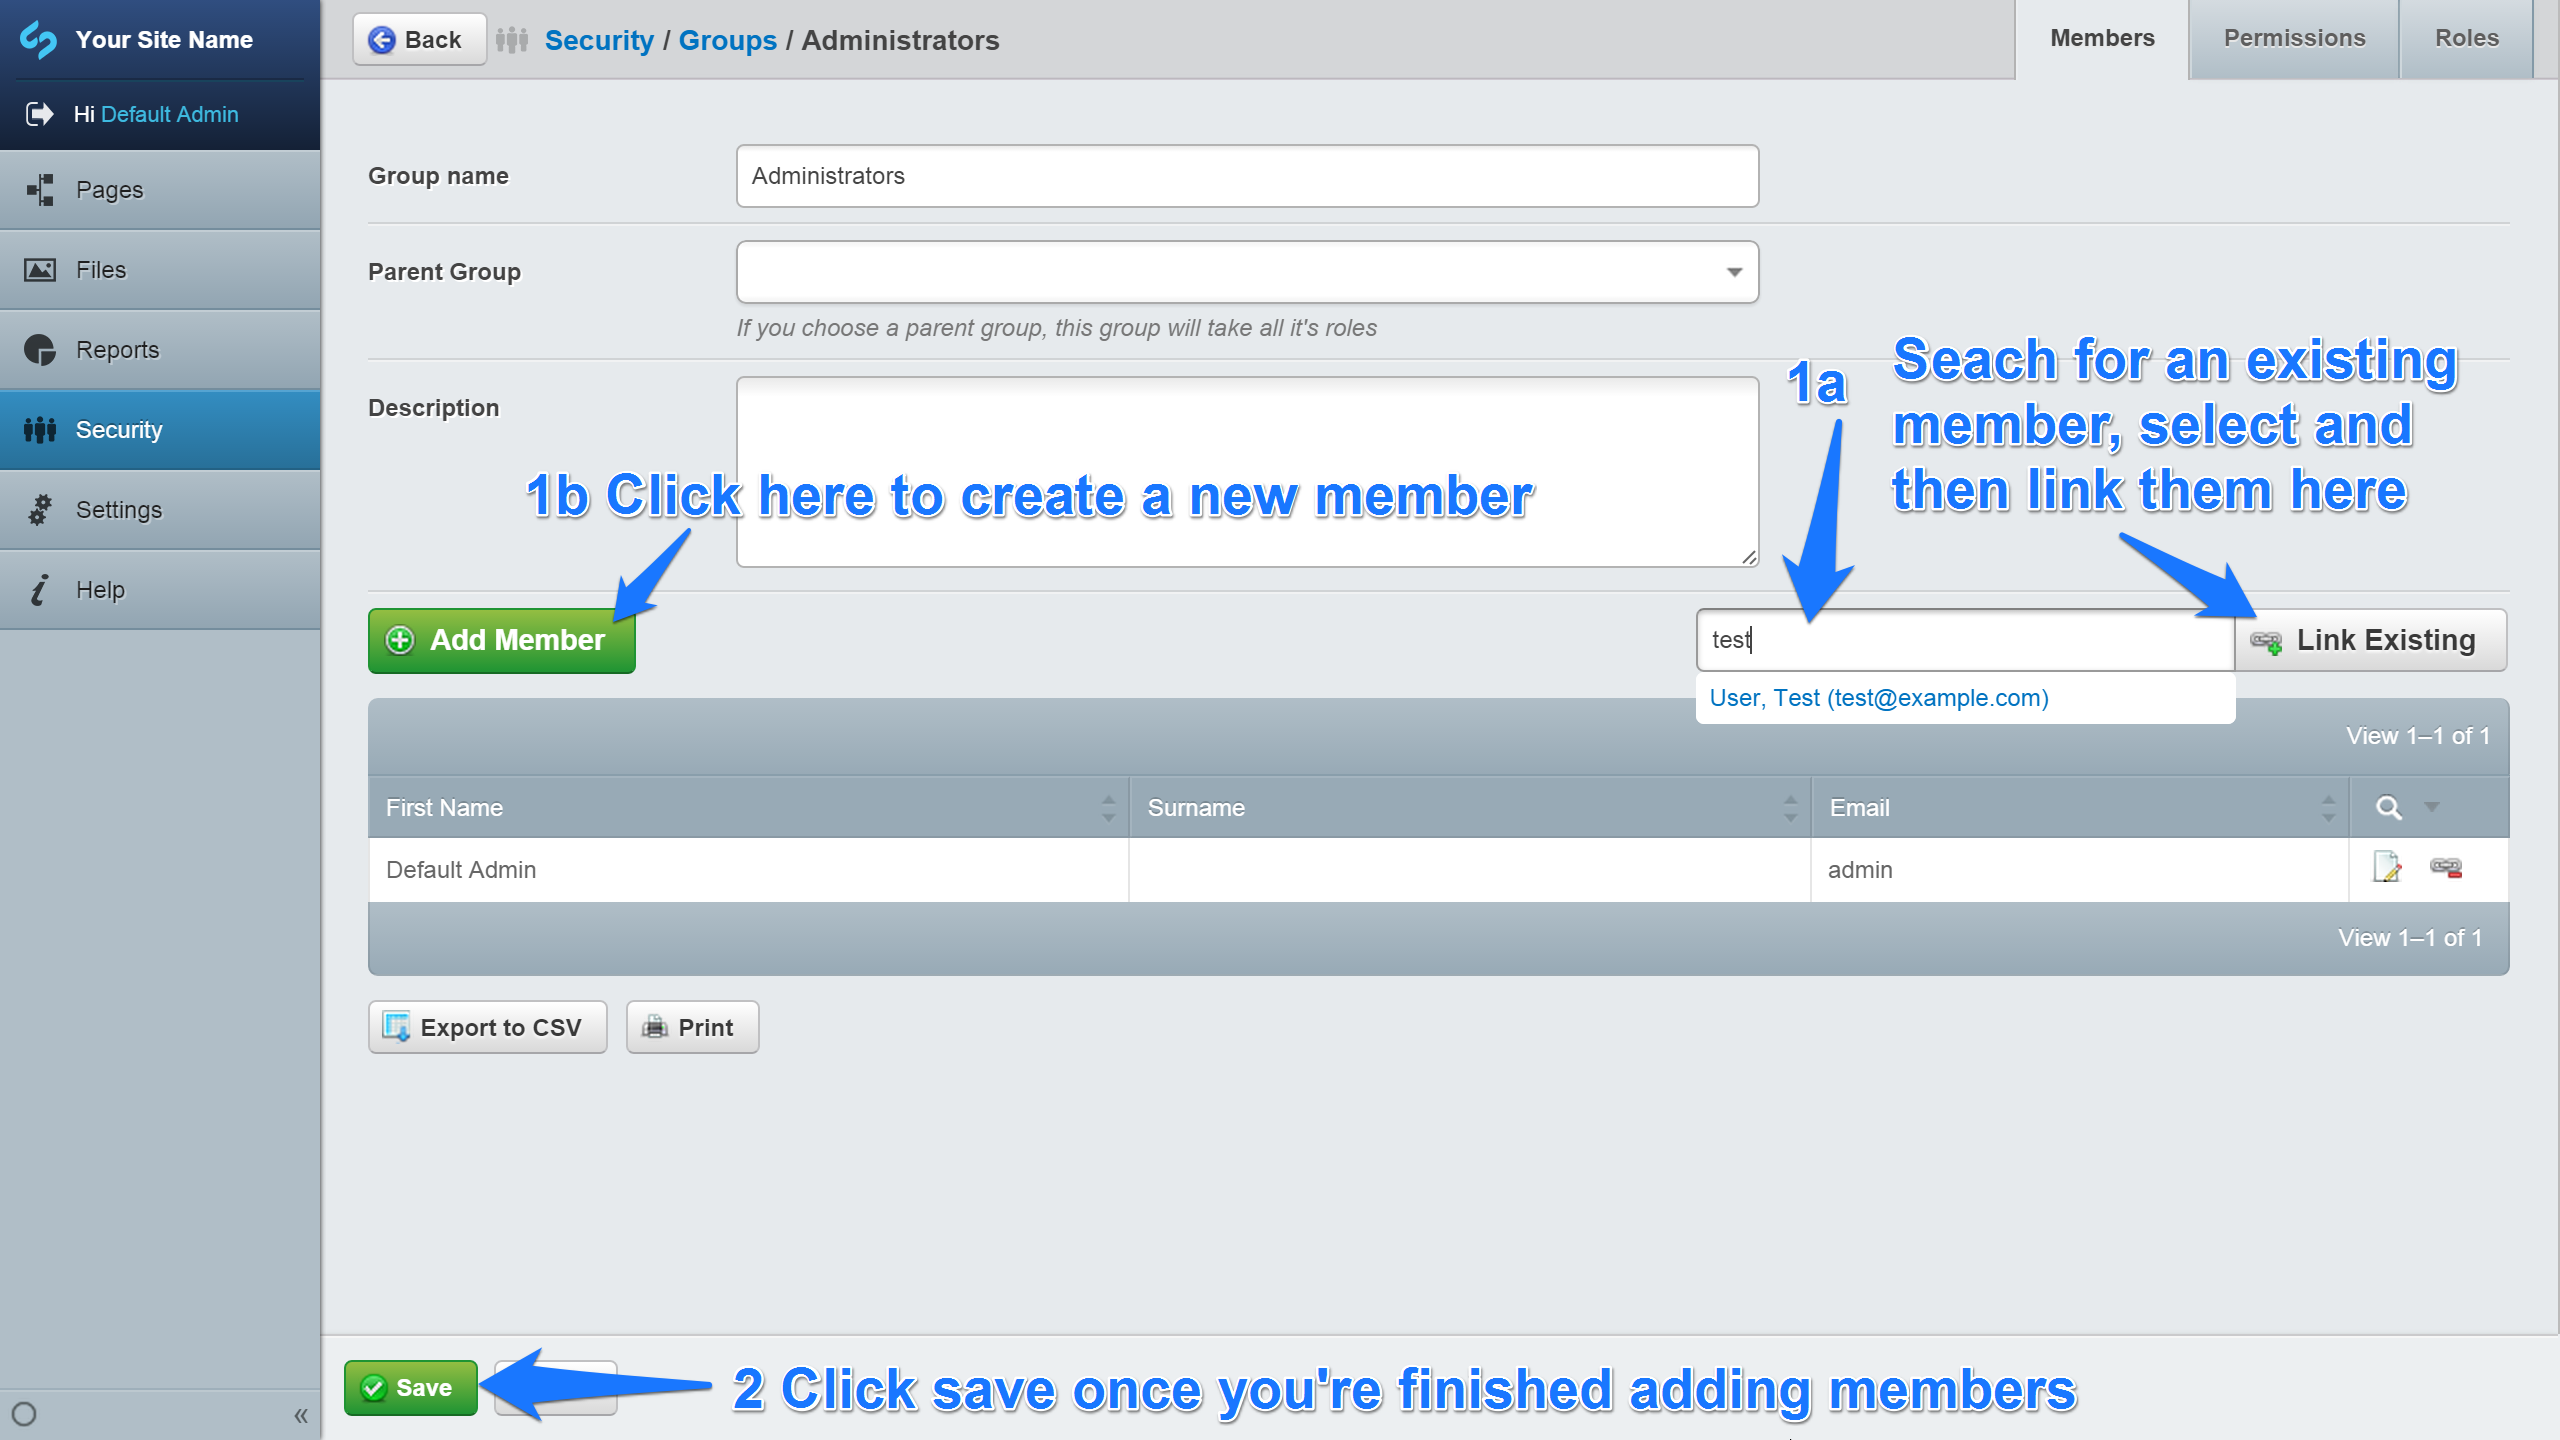 Your Site Name
Hi Default Admin
Pages
Files
Reports
Security
Settings
Help
«
Back
Security / Groups / Administrators
Members
Permissions
Roles
Group name
Administrators
Parent Group
If you choose a parent group, this group will take all it's roles
Description
1a
Seach for an existing
member, select and
then link them here
1b Click here to create a new member
Add Member
test
Link Existing
User, Test (test@example.com)
View 1–1 of 1
First Name
Surname
Email
Default Admin
admin
View 1–1 of 1
Export to CSV
Print
Save
2 Click save once you're finished adding members